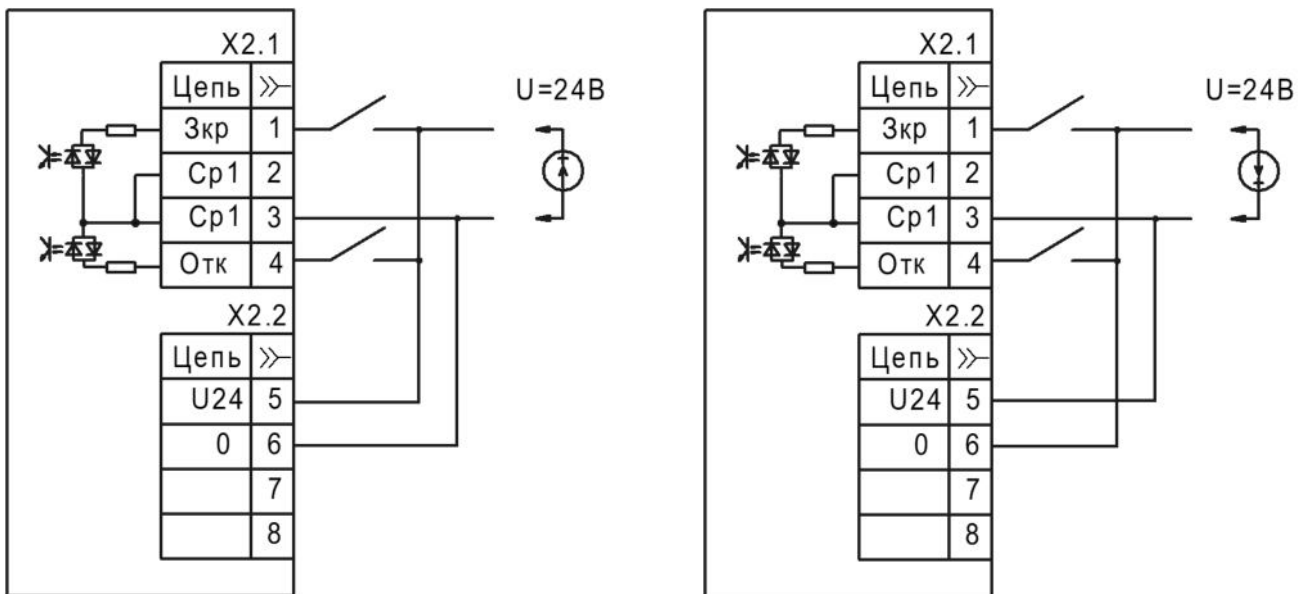 X2.1
Цепь
Зкр 1
Ср1 2
Ср1 3
Отк 4
X2.2
Цепь
U24 5
0 6
7
8
U=24В
X2.1
Цепь
Зкр 1
Ср1 2
Ср1 3
Отк 4
X2.2
Цепь
U24 5
0 6
7
8
U=24В